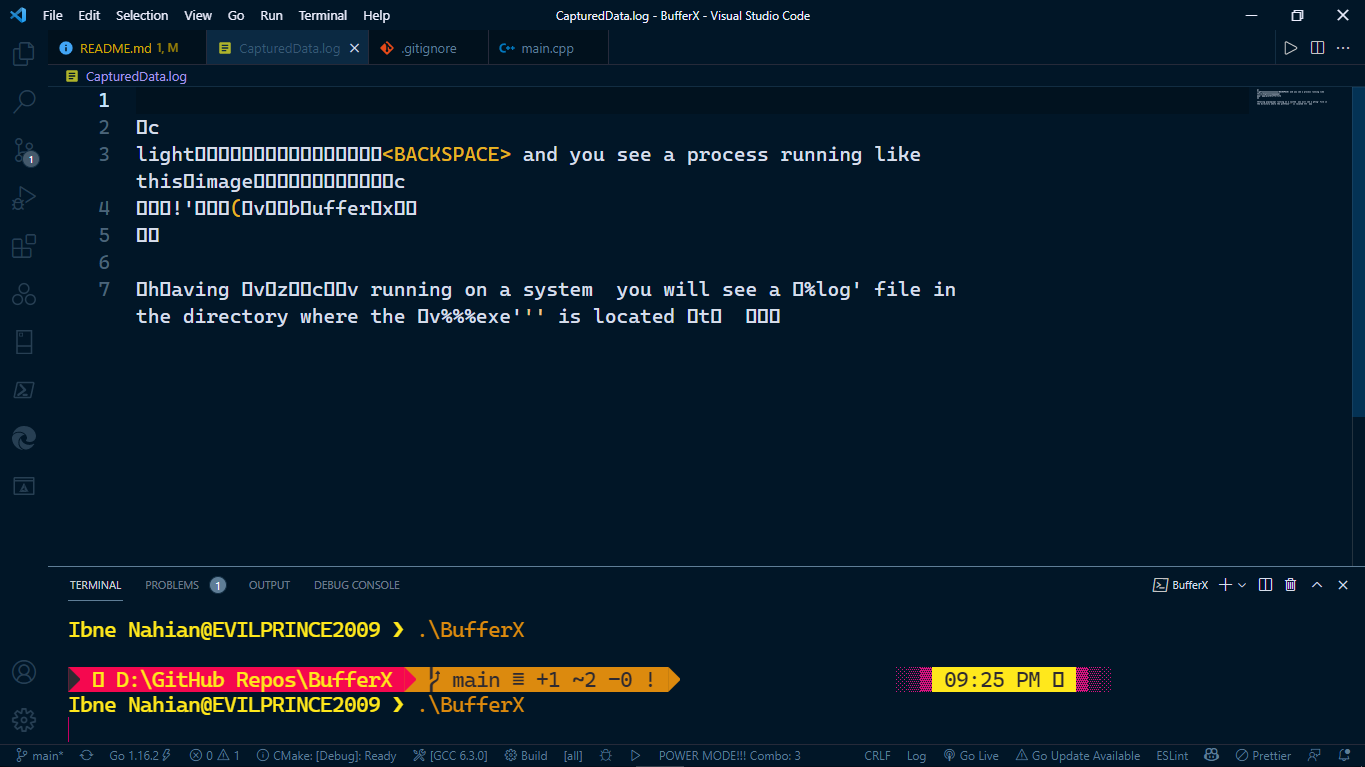 File Edit Selection View Go Run Terminal Help CapturedData.log - BufferX - Visual Studio Code
README.md 1, M CapturedData.log .gitignore main.cpp
CapturedData.log
1
2 □c
3 light□□□□□□□□□□□□□□□□<BACKSPACE> and you see a process running like
this□image□□□□□□□□□□□□c
4 □□□!'□□□(□v□□b□uffer□x□□
5 □□
6
7 □h□aving □v□z□□c□□v running on a system  you will see a □%log' file in
the directory where the □v%%%exe''' is located □t□  □□□
1
TERMINAL PROBLEMS 1 OUTPUT DEBUG CONSOLE BufferX
Ibne Nahian@EVILPRINCE2009 ❯ .\BufferX
□ D:\GitHub Repos\BufferX main ≡ +1 ~2 -0 ! 09:25 PM □
Ibne Nahian@EVILPRINCE2009 ❯ .\BufferX
main* Go 1.16.2 0 1 CMake: [Debug]: Ready [GCC 6.3.0] Build [all] POWER MODE!!! Combo: 3 CRLF Log Go Live Go Update Available ESLint Prettier